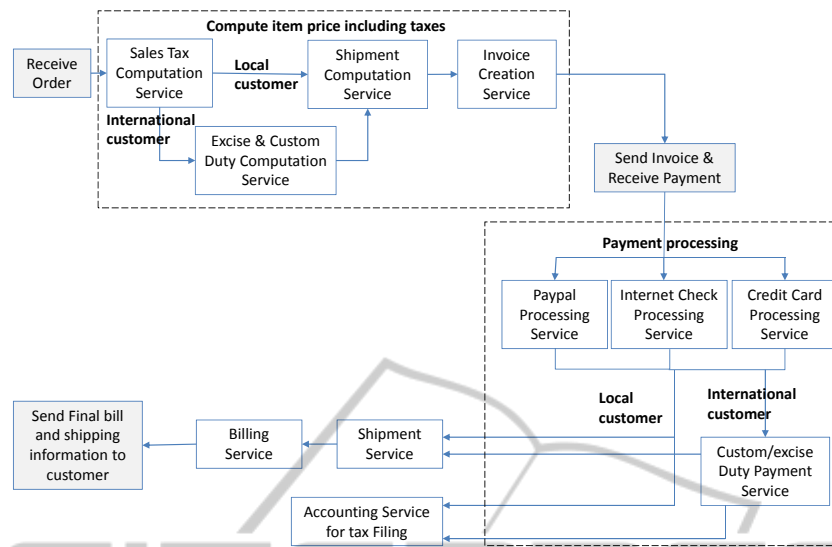 Compute item price including taxes
Receive
Order
Sales Tax
Computation
Service
Local
customer
Shipment
Computation
Service
Invoice
Creation
Service
International
customer
Excise & Custom
Duty Computation
Service
Send Invoice &
Receive Payment
Payment processing
Paypal
Processing
Service
Internet Check
Processing
Service
Credit Card
Processing
Service
Local
customer
International
customer
Send Final bill
and shipping
information to
customer
Billing
Service
Shipment
Service
Custom/excise
Duty Payment
Service
Accounting Service
for tax Filing